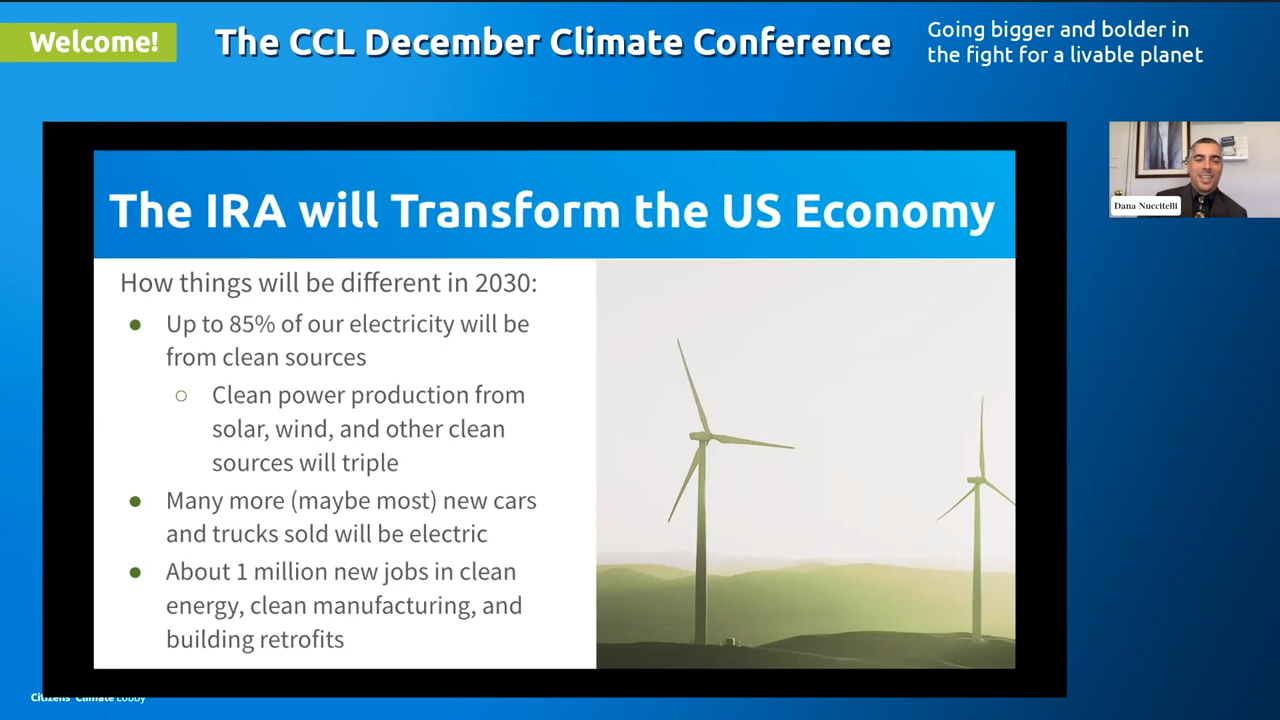 Welcome!
The CCL December Climate Conference
Going bigger and bolder in
the fight for a livable planet
The IRA will Transform the US Economy
How things will be different in 2030:
● Up to 85% of our electricity will be
from clean sources
○ Clean power production from
solar, wind, and other clean
sources will triple
● Many more (maybe most) new cars
and trucks sold will be electric
● About 1 million new jobs in clean
energy, clean manufacturing, and
building retrofits
Dana Nuccitelli
Citizens' Climate Lobby